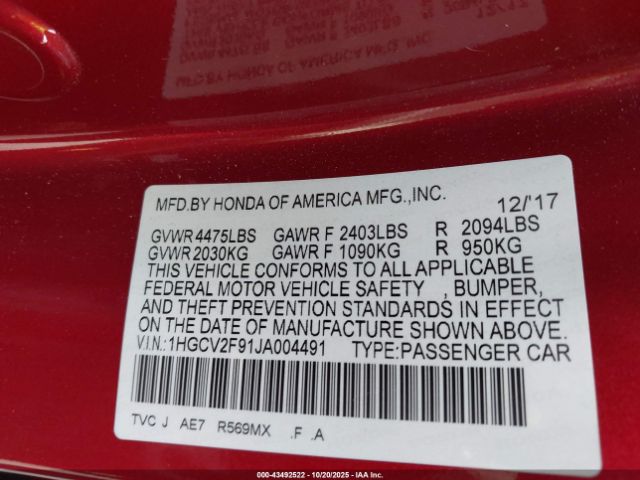 MFD.BY HONDA OF AMERICA MFG.,INC. 12/'17
GVWR 4475LBS GAWR F 2403LBS R 2094LBS
GVWR 2030KG GAWR F 1090KG R 950KG
THIS VEHICLE CONFORMS TO ALL APPLICABLE
FEDERAL MOTOR VEHICLE SAFETY , BUMPER,
AND THEFT PREVENTION STANDARDS IN EFFECT
ON THE DATE OF MANUFACTURE SHOWN ABOVE.
V.I.N.:1HGCV2F91JA004491 TYPE:PASSENGER CAR
TVC J AE7 R569MX .F .A
000-43492522 - 10/20/2025 - IAAI.COM